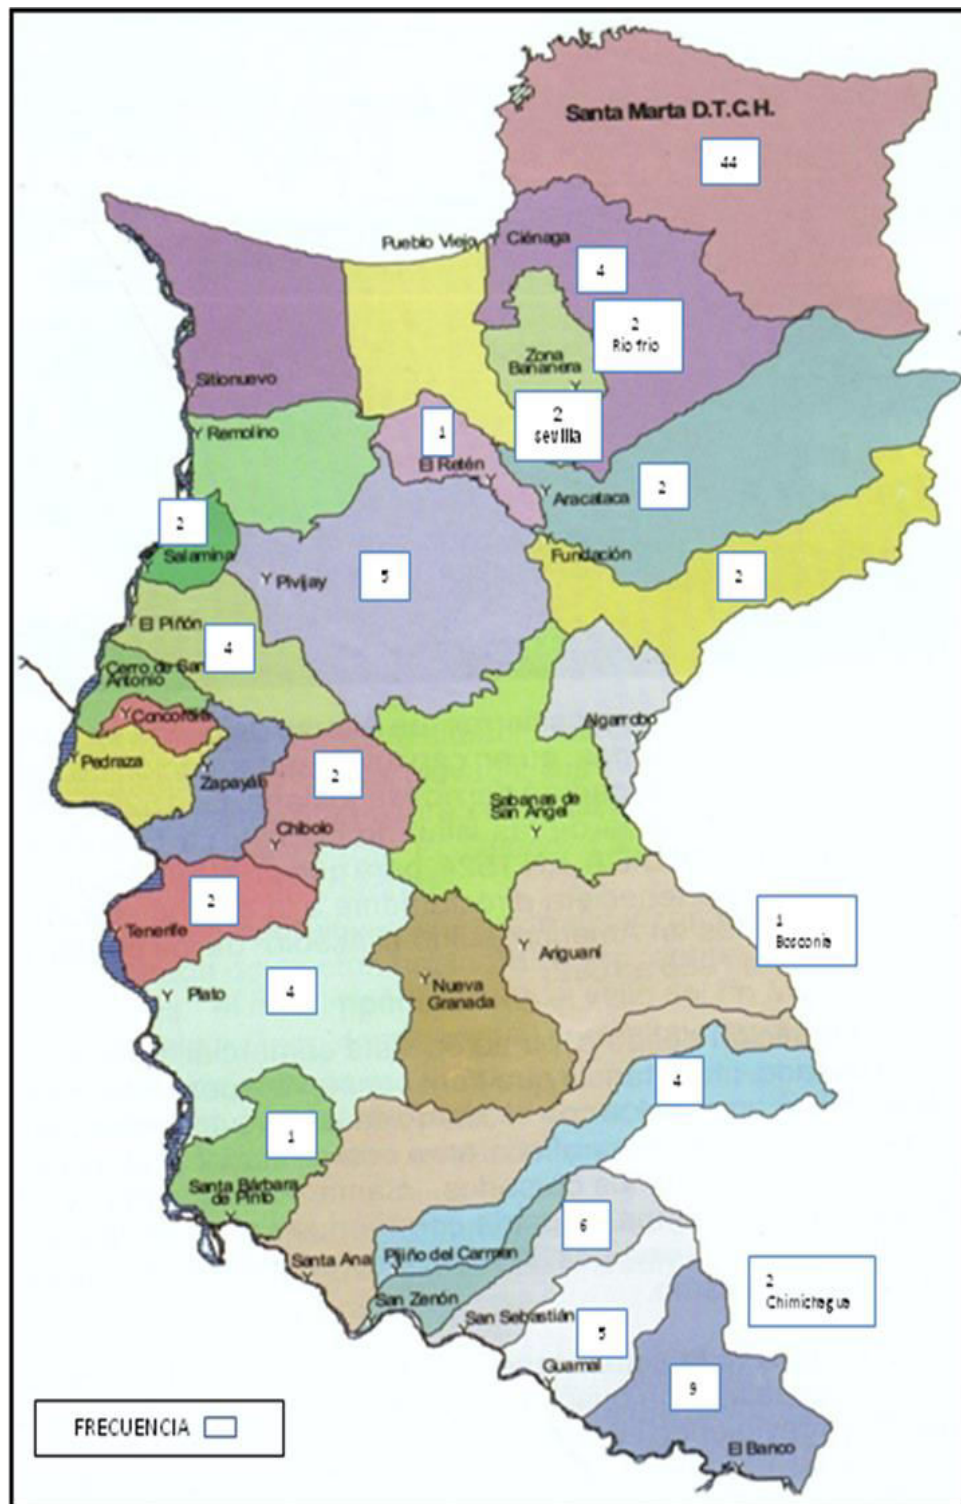 Santa Marta D.T.C.H.
44
Pueblo Viejo
Ciénaga
4
2
Rio frio
Zona
Bananera
Sitionuevo
2
sevilla
1
Remolino
El Retén
Aracataca
2
2
Salamina
Fundación
2
Pivijay
5
El Piñón
4
Cerro de San
Antonio
Concordia
Algarrobo
Pedraza
Zapayán
2
Sabanas de
San Angel
Chibolo
2
Tenerife
1
Bosconia
Ariguaní
Nueva
Granada
Plato
4
4
1
Santa Bárbara
de Pinto
6
Pijiño del Carmen
Santa Ana
San Zenón
2
Chimichagua
San Sebastián
5
Guamal
9
FRECUENCIA
El Banco